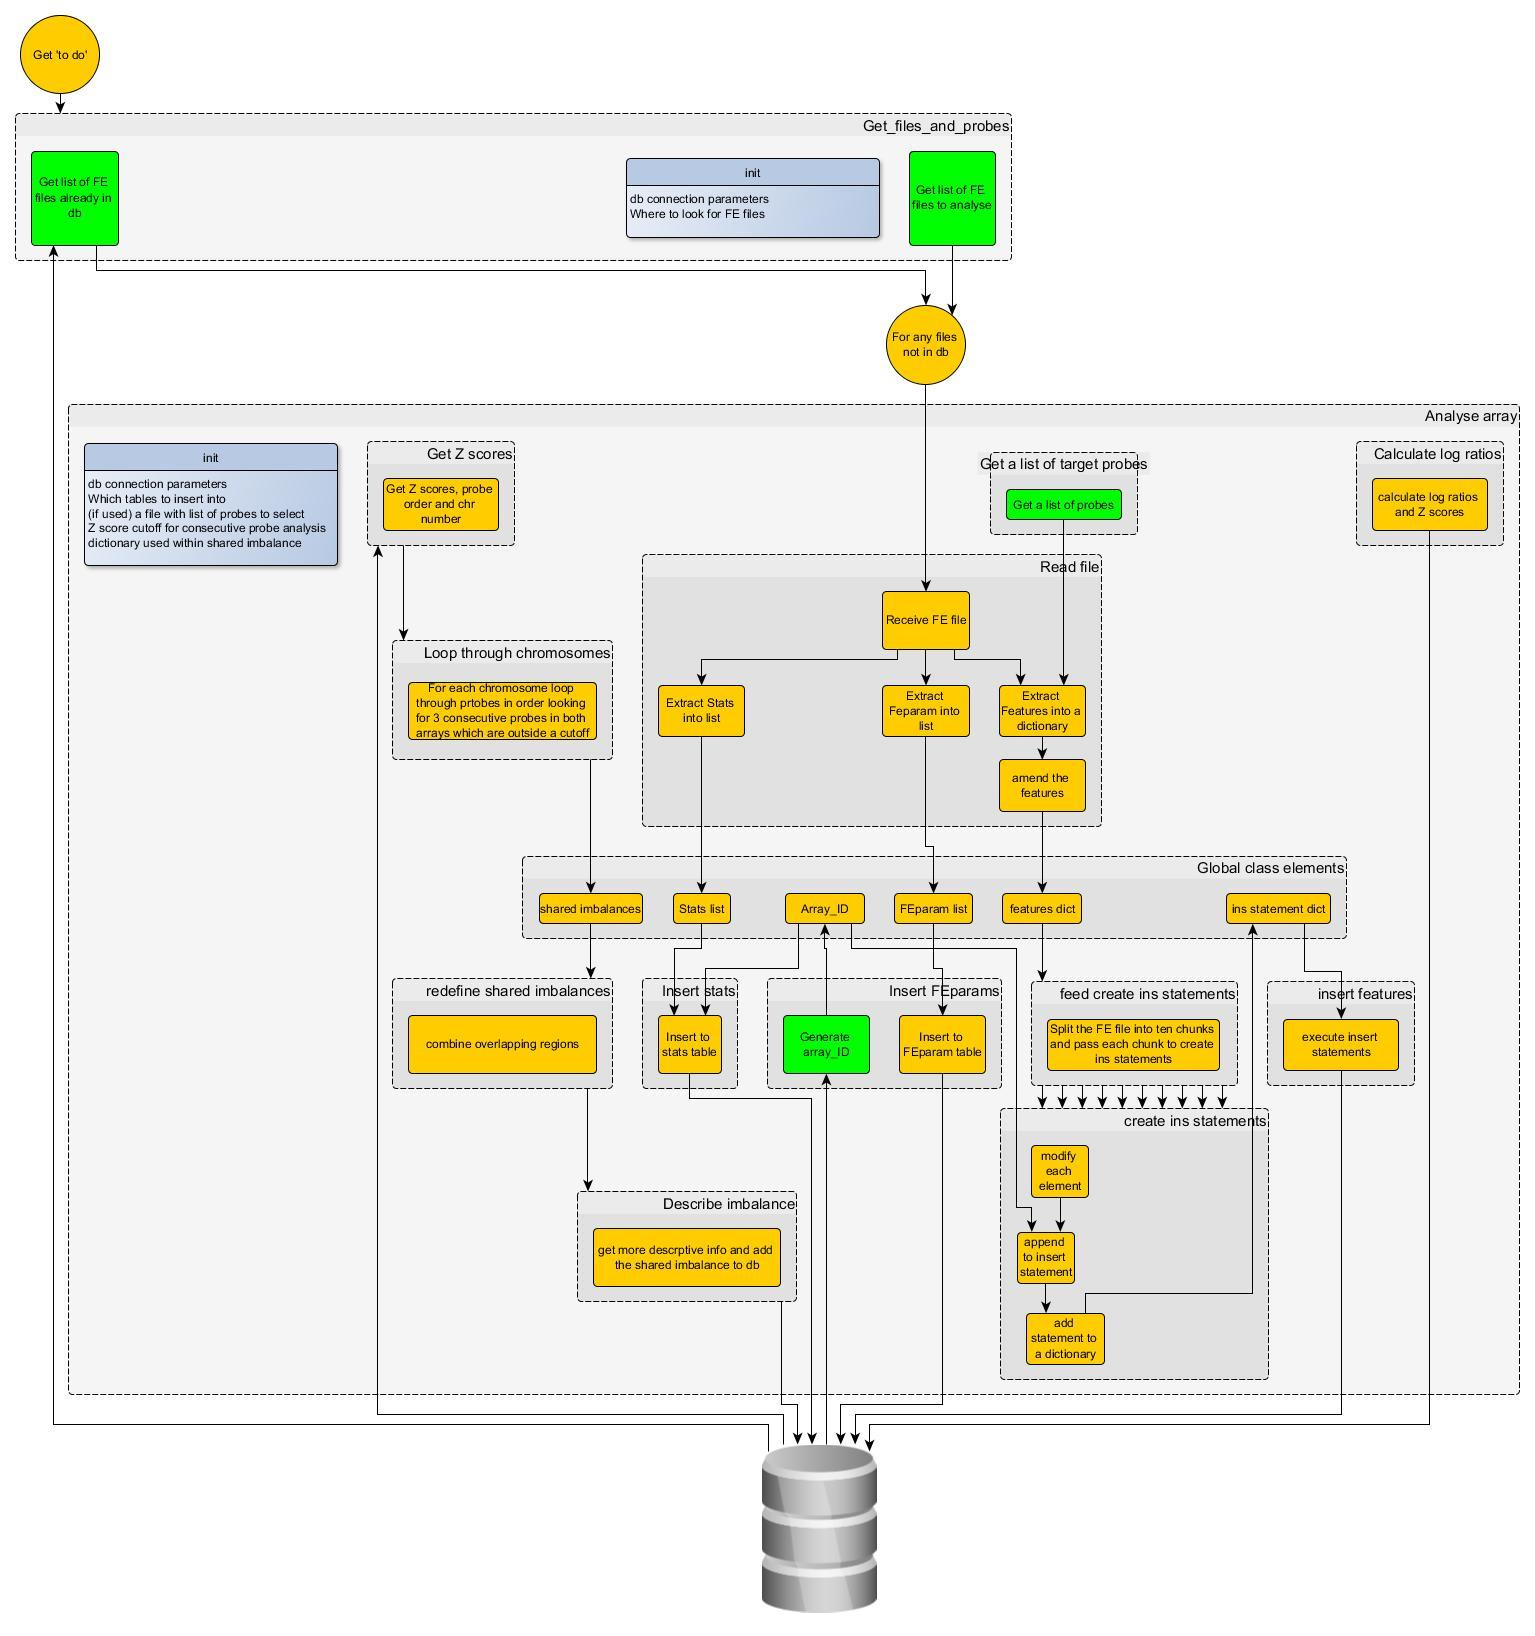 Get 'to do'
Get_files_and_probes
Get list of FE
files already in
db
init
db connection parameters
Where to look for FE files
Get list of FE
files to analyse
For any files
not in db
Analyse array
init
db connection parameters
Which tables to insert into
(if used) a file with list of probes to select
Z score cutoff for consecutive probe analysis
dictionary used within shared imbalance
Get Z scores
Get Z scores, probe
order and chr
number
Get a list of target probes
Get a list of probes
Calculate log ratios
calculate log ratios
and Z scores
Read file
Receive FE file
Extract Stats
into list
Extract
Feparam into
list
Extract
Features into a
dictionary
amend the
features
Loop through chromosomes
For each chromosome loop
through prtobes in order looking
for 3 consecutive probes in both
arrays which are outside a cutoff
Global class elements
shared imbalances
Stats list
Array_ID
FEparam list
features dict
ins statement dict
redefine shared imbalances
combine overlapping regions
Insert stats
Insert to
stats table
Insert FEparams
Generate
array_ID
Insert to
FEparam table
feed create ins statements
Split the FE file into ten chunks
and pass each chunk to create
ins statements
insert features
execute insert
statements
create ins statements
modify
each
element
append
to insert
statement
add
statement to
a dictionary
Describe imbalance
get more descrptive info and add
the shared imbalance to db